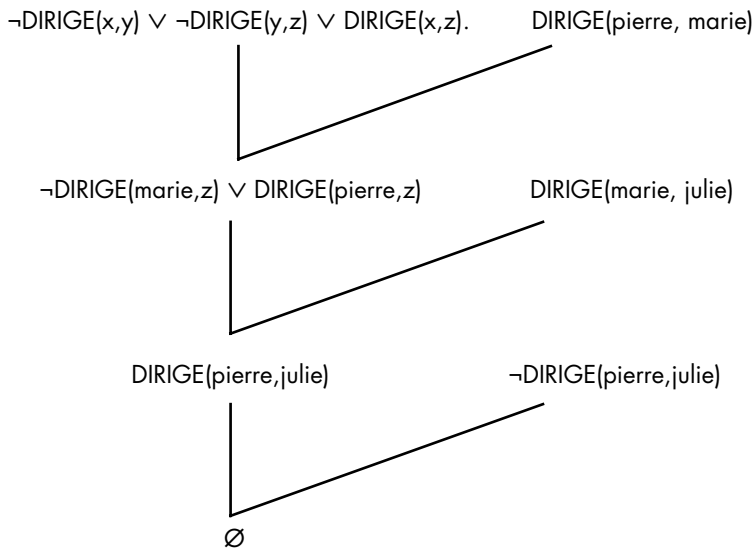 ¬DIRIGE(x,y) ∨ ¬DIRIGE(y,z) ∨ DIRIGE(x,z). DIRIGE(pierre, marie)
¬DIRIGE(marie,z) ∨ DIRIGE(pierre,z) DIRIGE(marie, julie)
DIRIGE(pierre,julie) ¬DIRIGE(pierre,julie)
∅